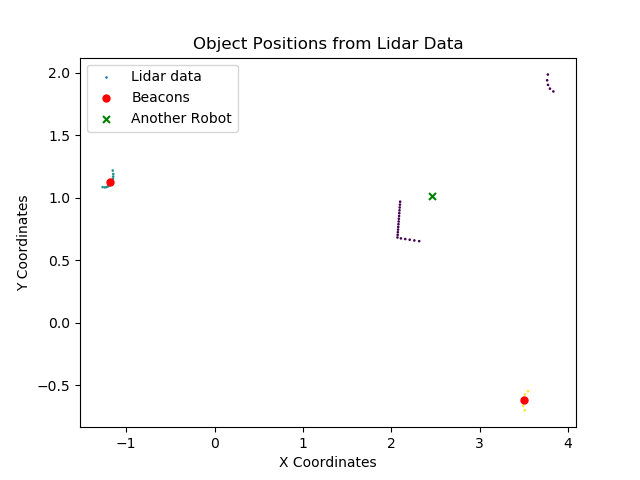 Object Positions from Lidar Data
Lidar data
Beacons
Another Robot
2.0
1.5
1.0
0.5
0.0
−0.5
Y Coordinates
−1
0
1
2
3
4
X Coordinates